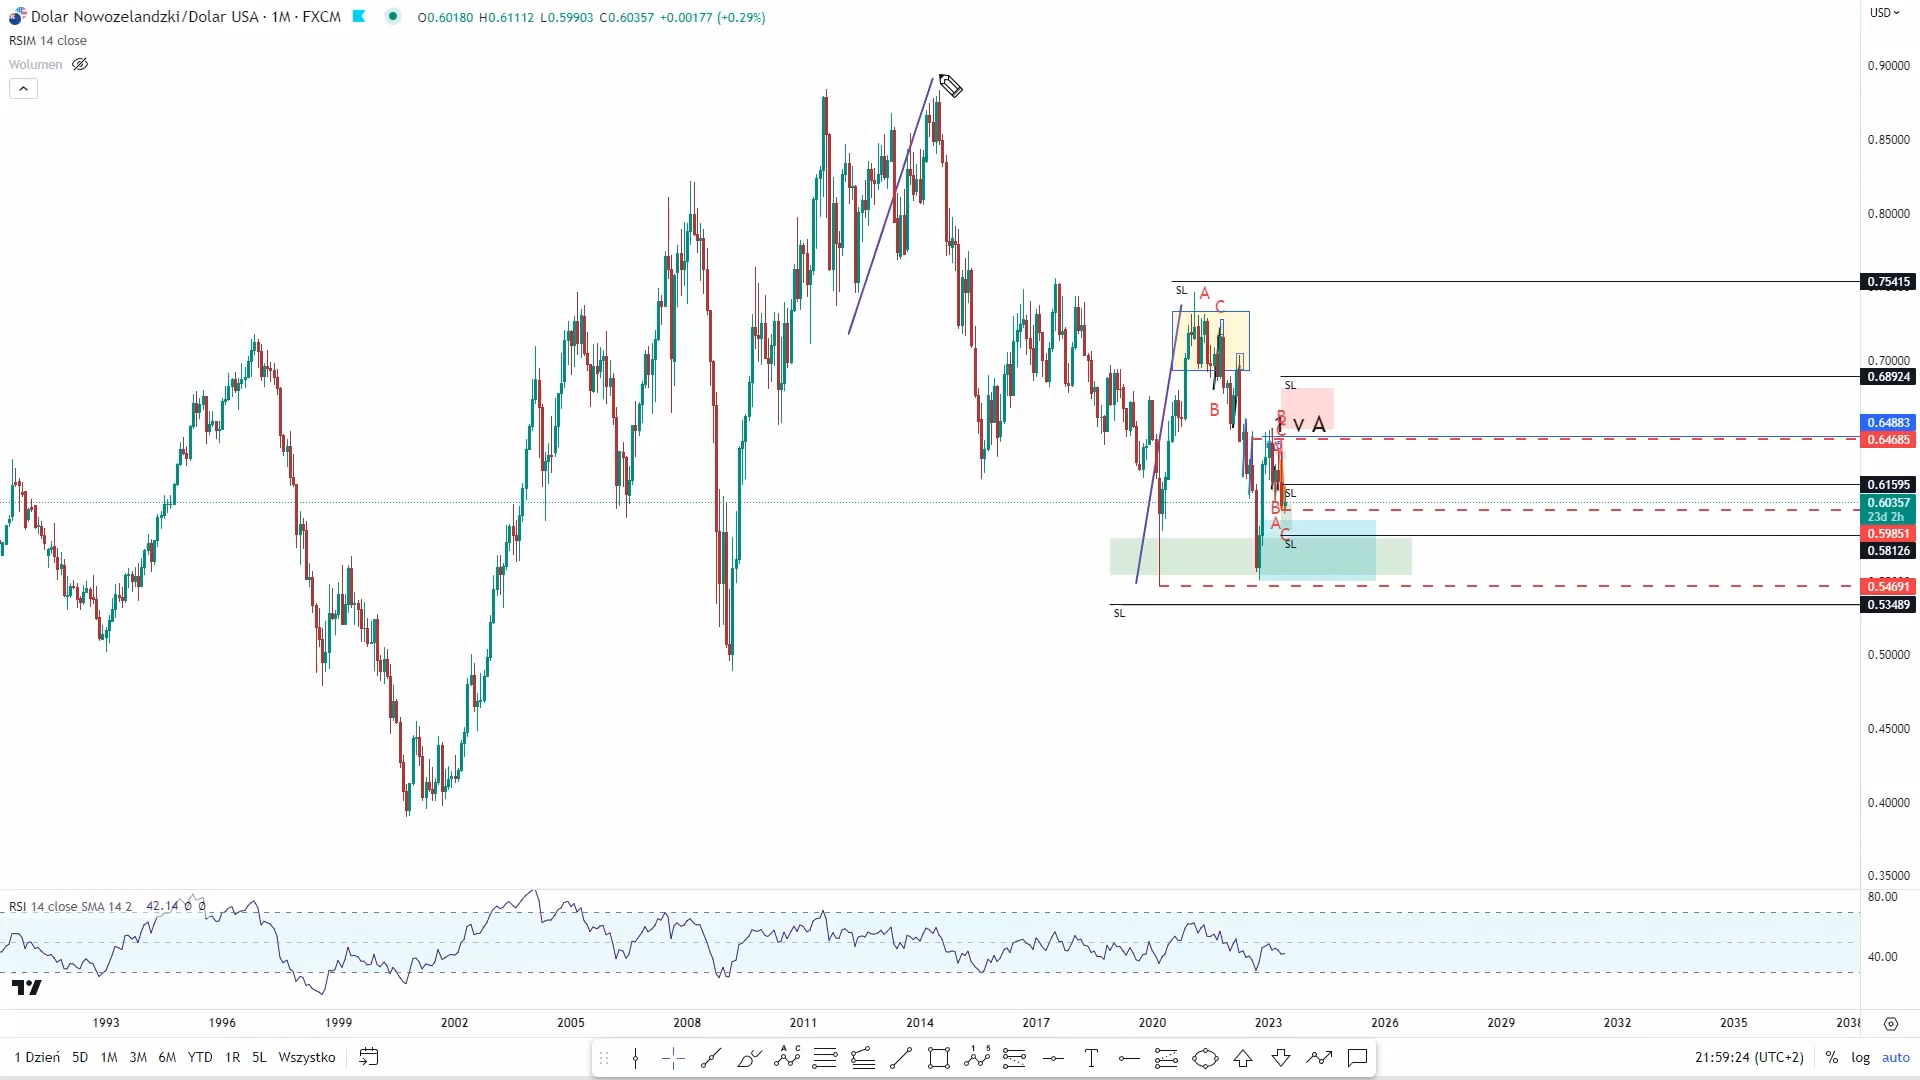 Dolar Nowozelandzki/Dolar USA · 1M · FXCM O0.60180 H0.61112 L0.59903 C0.60357 +0.00177 (+0.29%)
USD
RSIM 14 close
Wolumen
0.90000
0.85000
0.80000
0.75415
SL A
C
0.70000
0.68924
SL
B
B
1 v A
0.64883
0.64685
0.61595
SL
0.60357
23d 2h
B
A
C
0.59851
SL
0.58126
0.54691
0.53489
SL
0.50000
0.45000
0.40000
0.35000
RSI 14 close SMA 14 2 42.14 ∅ ∅
80.00
40.00
1993 1996 1999 2002 2005 2008 2011 2014 2017 2020 2023 2026 2029 2032 2035 2038
1 Dzień 5D 1M 3M 6M YTD 1R 5L Wszystko
21:59:24 (UTC+2) % log auto